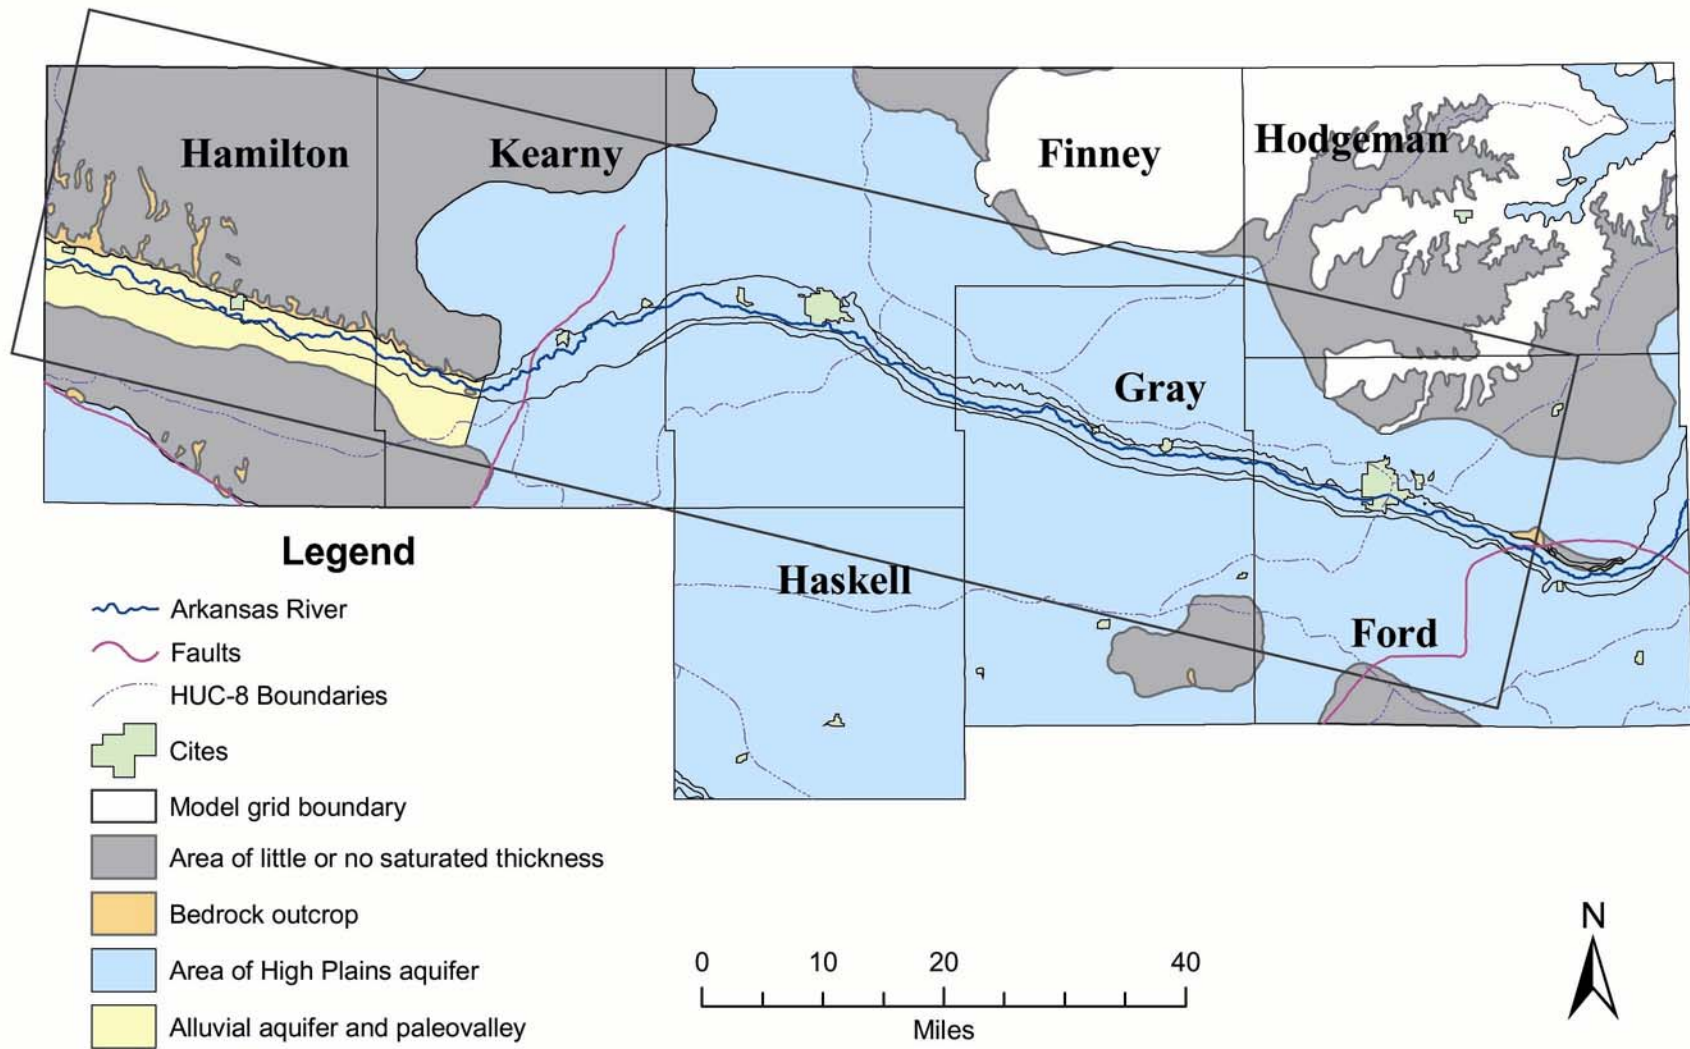 Hamilton
Kearny
Finney
Hodgeman
Gray
Haskell
Ford
Legend
Arkansas River
Faults
HUC-8 Boundaries
Cites
Model grid boundary
Area of little or no saturated thickness
Bedrock outcrop
Area of High Plains aquifer
Alluvial aquifer and paleovalley
0 10 20 40
Miles
N